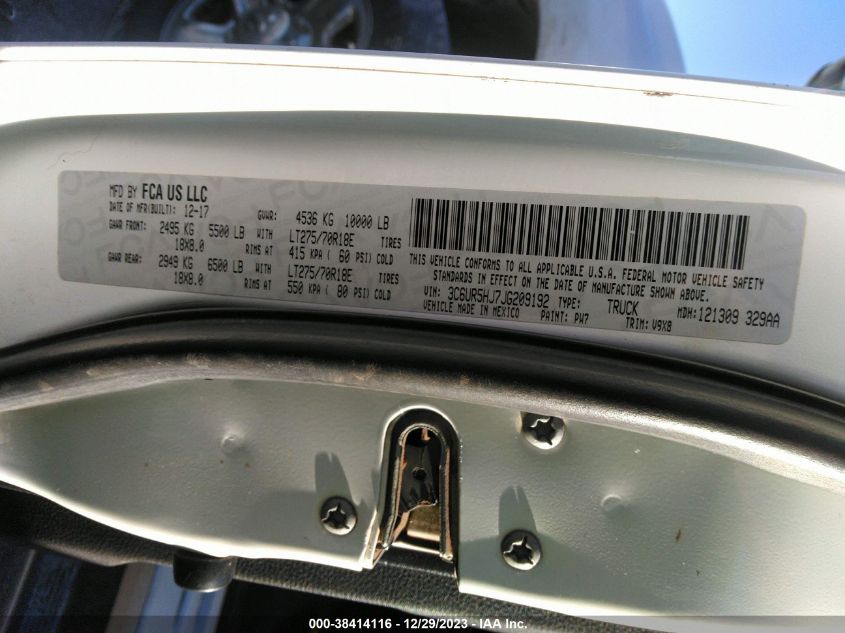 MFD BY FCA US LLC
DATE OF MFR(BUILT): 12-17 GVWR: 4536 KG 10000 LB
GAWR FRONT: 2495 KG 5500 LB WITH LT275/70R18E TIRES
18X8.0 RIMS AT 415 KPA ( 60 PSI) COLD
GAWR REAR: 2949 KG 6500 LB WITH LT275/70R18E TIRES
18X8.0 RIMS AT 550 KPA ( 80 PSI) COLD
THIS VEHICLE CONFORMS TO ALL APPLICABLE U.S.A. FEDERAL MOTOR VEHICLE SAFETY
STANDARDS IN EFFECT ON THE DATE OF MANUFACTURE SHOWN ABOVE.
VIN: 3C6UR5HJ7JG209192 TYPE: TRUCK MDH: 121309 329AA
VEHICLE MADE IN MEXICO PAINT: PW7 TRIM: V9X8
000-38414116 - 12/29/2023 - IAA Inc.